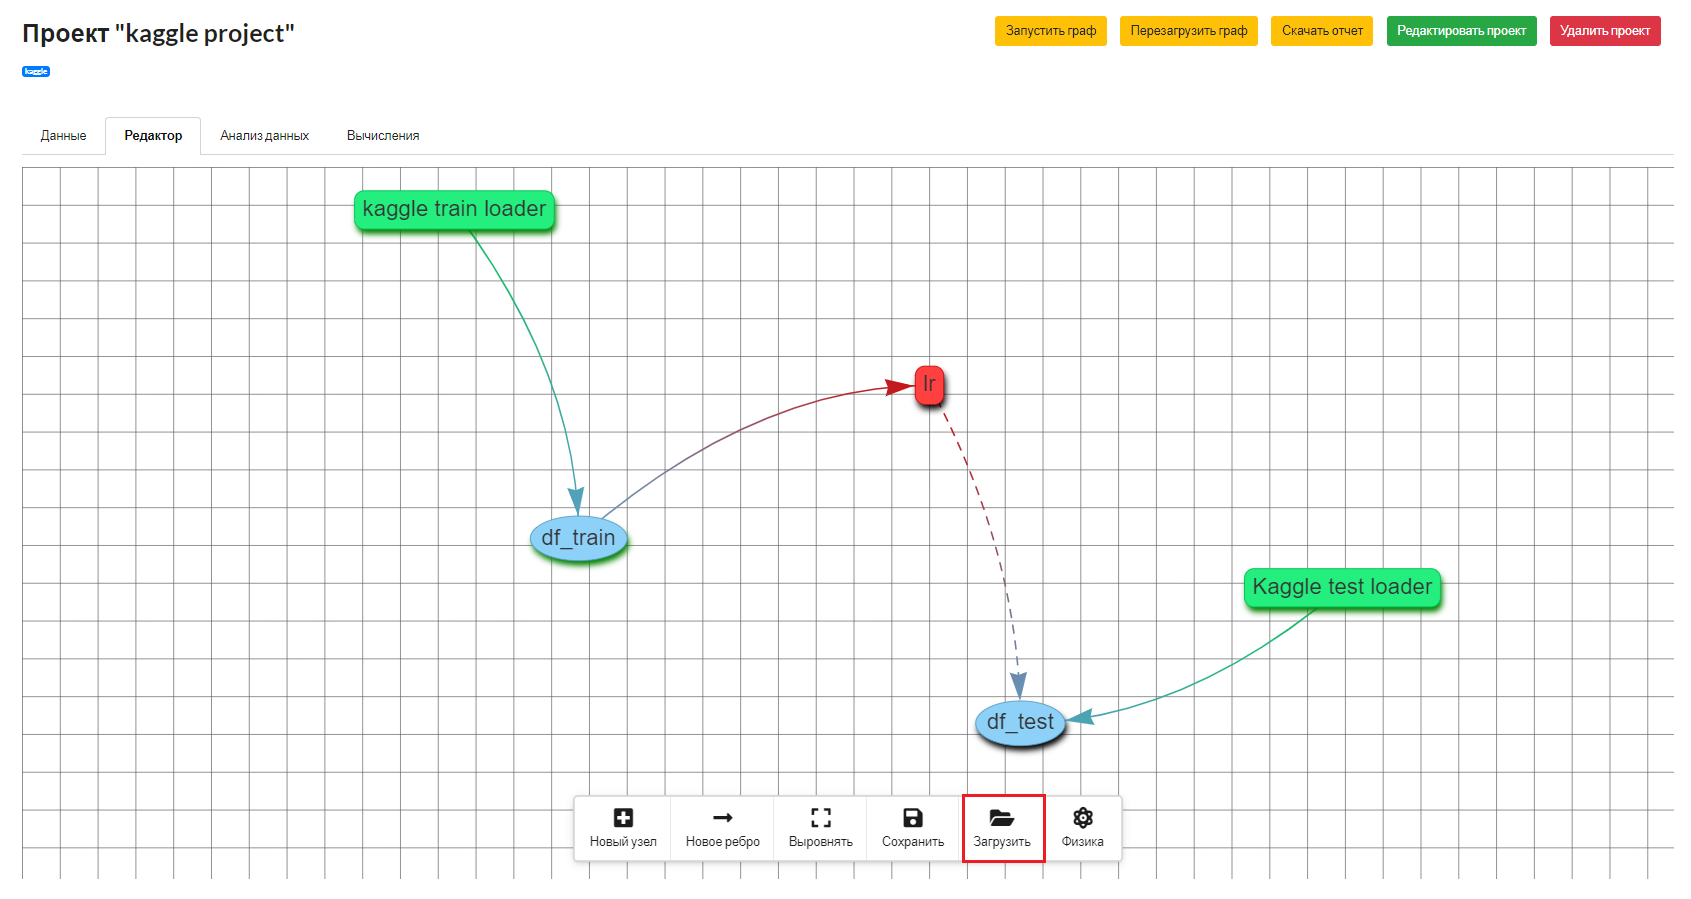 Проект "kaggle project"
Запустить граф
Перезагрузить граф
Скачать отчет
Редактировать проект
Удалить проект
kaggle
Данные
Редактор
Анализ данных
Вычисления
kaggle train loader
lr
df_train
Kaggle test loader
df_test
Новый узел
Новое ребро
Выровнять
Сохранить
Загрузить
Физика